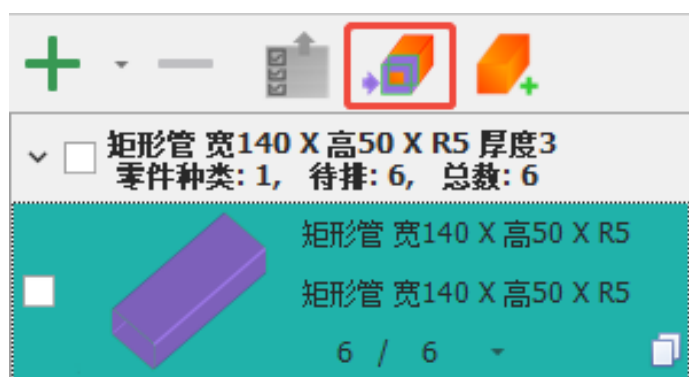 矩形管 宽140 X 高50 X R5 厚度3
零件种类: 1, 待排: 6, 总数: 6
矩形管 宽140 X 高50 X R5
矩形管 宽140 X 高50 X R5
6 / 6